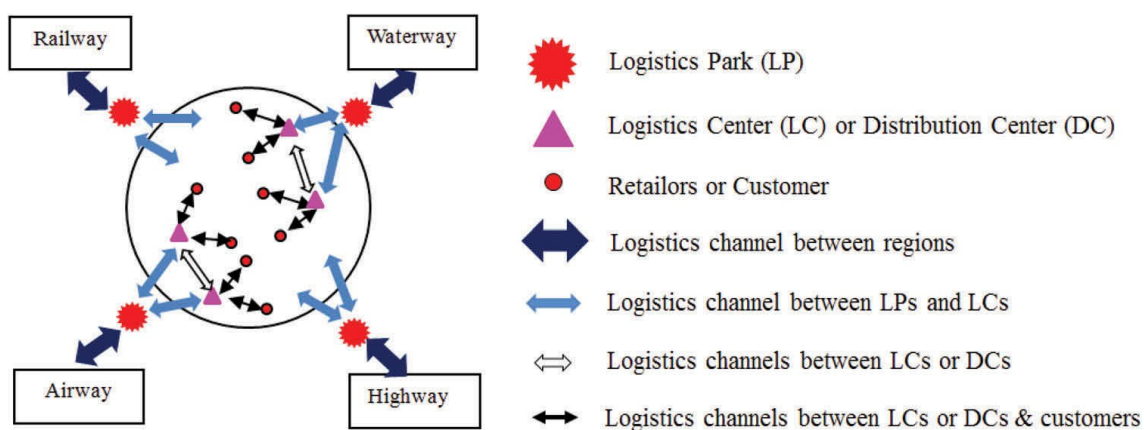 Railway
Waterway
Airway
Highway
Logistics Park (LP)
Logistics Center (LC) or Distribution Center (DC)
Retailors or Customer
Logistics channel between regions
Logistics channel between LPs and LCs
Logistics channels between LCs or DCs
Logistics channels between LCs or DCs & customers